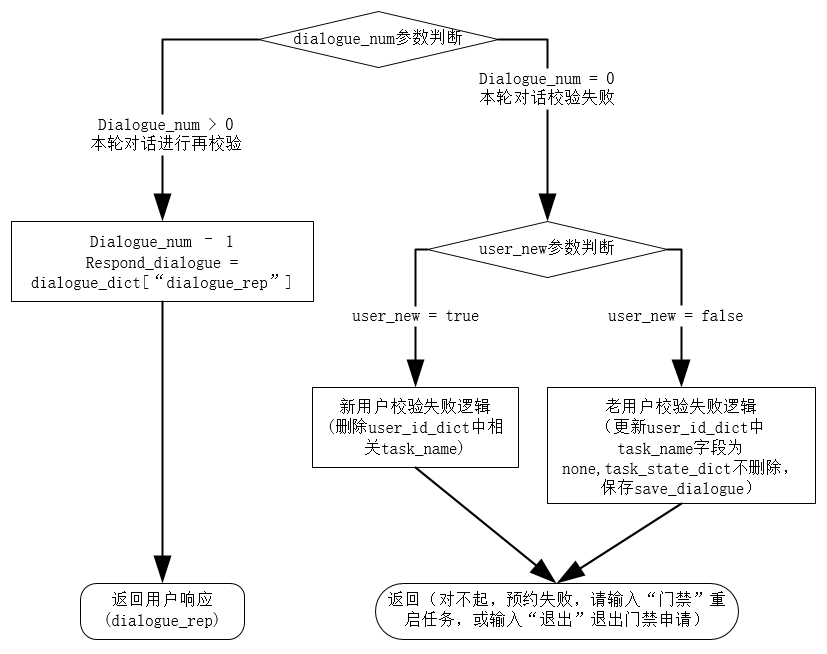 dialogue_num参数判断
Dialogue_num = 0
本轮对话校验失败
Dialogue_num > 0
本轮对话进行再校验
Dialogue_num － 1
Respond_dialogue =
dialogue_dict[“dialogue_rep”]
user_new参数判断
user_new = true
user_new = false
新用户校验失败逻辑
(删除user_id_dict中相
关task_name)
老用户校验失败逻辑
（更新user_id_dict中
task_name字段为
none,task_state_dict不删除，
保存save_dialogue）
返回用户响应
(dialogue_rep)
返回（对不起，预约失败，请输入“门禁”重
启任务，或输入“退出”退出门禁申请）